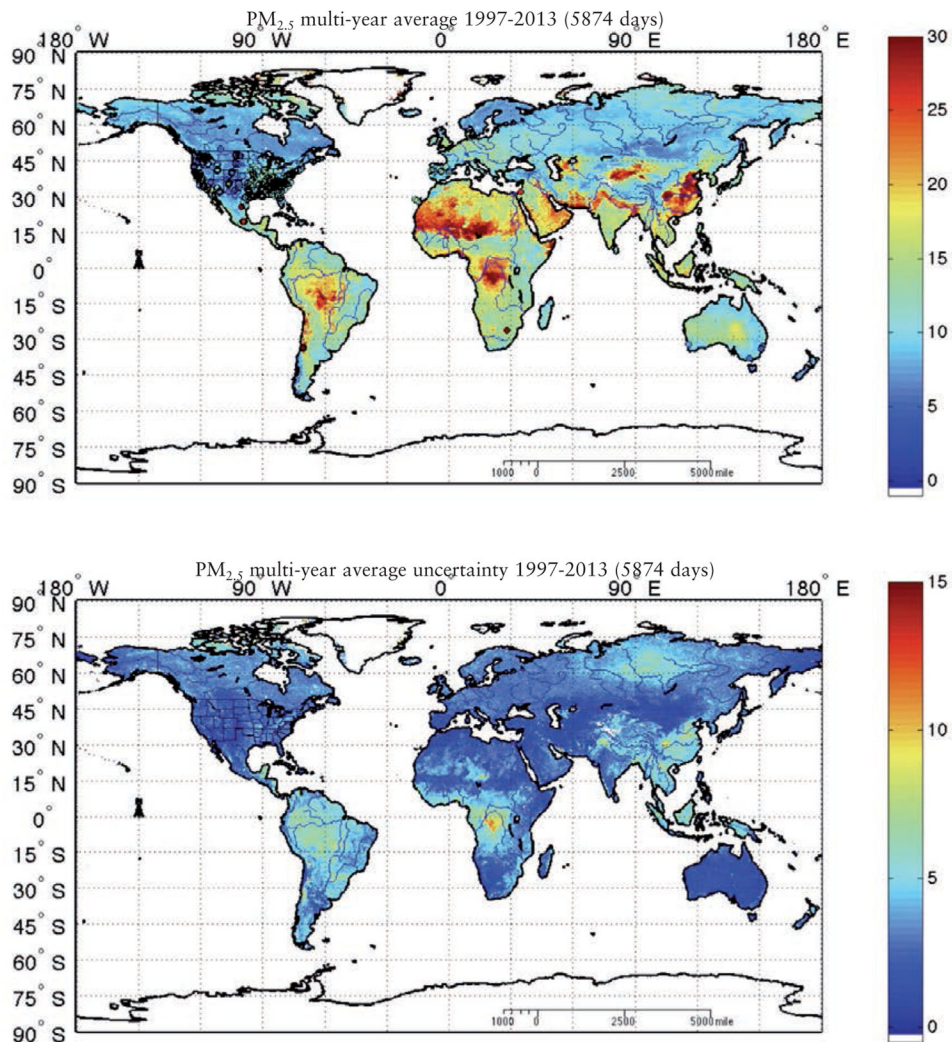 PM2.5 multi-year average 1997-2013 (5874 days)
180° W 90° W 0° 90° E 180° E
90° N
75° N
60° N
45° N
30° N
15° N
0°
15° S
30° S
45° S
60° S
75° S
90° S
1000 0 2500 5000 mile
30
25
20
15
10
5
0
PM2.5 multi-year average uncertainty 1997-2013 (5874 days)
180° W 90° W 0° 90° E 180° E
90° N
75° N
60° N
45° N
30° N
15° N
0°
15° S
30° S
45° S
60° S
75° S
90° S
1000 0 2500 5000 mile
15
10
5
0